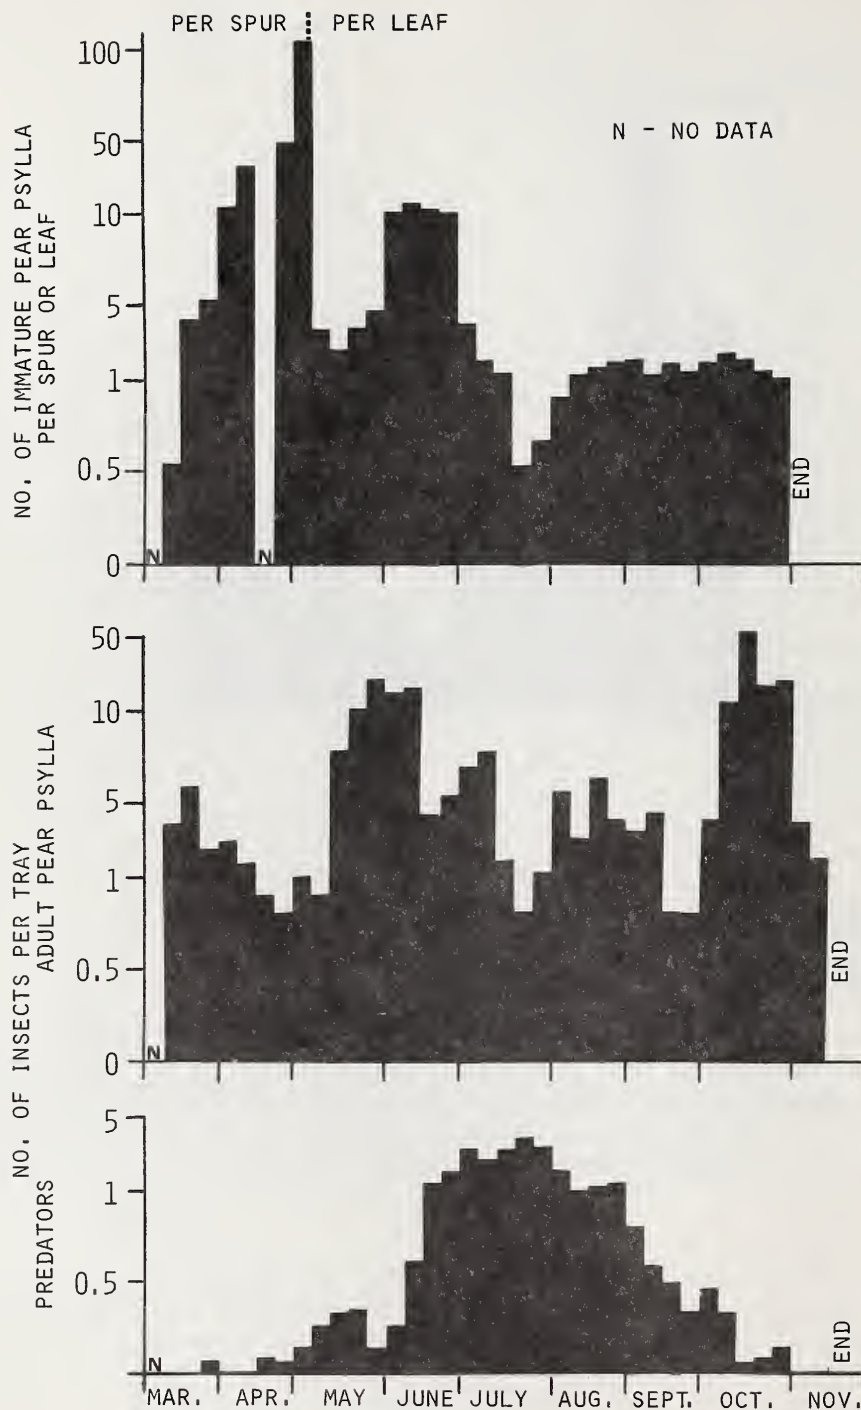 PER SPUR PER LEAF
N - NO DATA
NO. OF IMMATURE PEAR PSYLLA
PER SPUR OR LEAF
100
50
10
5
1
0.5
0
N
N
END
NO. OF INSECTS PER TRAY
ADULT PEAR PSYLLA
50
10
5
1
0.5
0
N
END
PREDATORS
5
1
0.5
N
END
MAR. APR. MAY JUNE JULY AUG. SEPT. OCT. NOV.